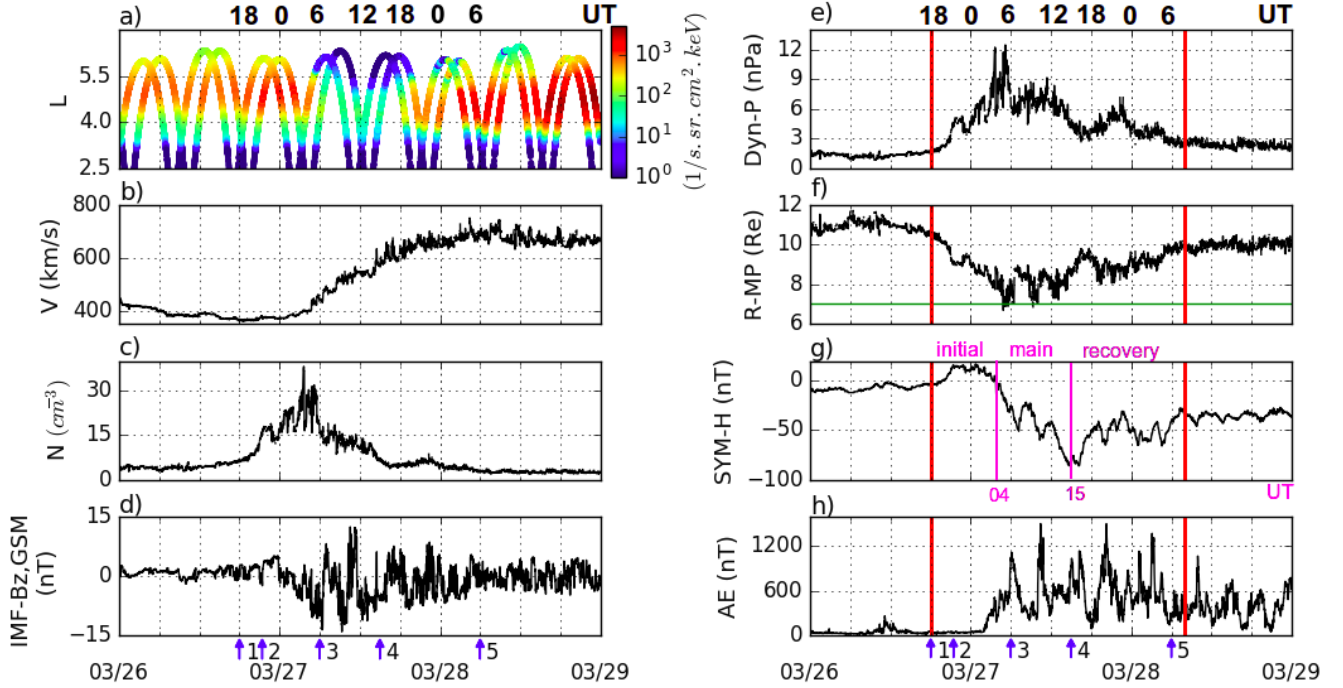 a) 18 0 6 12 18 0 6 UT
L
5.5
4.0
2.5
10³
10²
10¹
10⁰
(1/s.sr.cm².keV)
b)
V (km/s)
800
600
400
c)
N (cm⁻³)
30
15
0
d)
IMF-Bz,GSM
(nT)
15
0
−15
1 2 3 4 5
03/26 03/27 03/28 03/29
e) 18 0 6 12 18 0 6 UT
Dyn-P (nPa)
12
9
6
3
0
f)
R-MP (Re)
12
10
8
6
g) initial main recovery
SYM-H (nT)
0
−50
−100
04 15 UT
h)
AE (nT)
1200
600
0
1 2 3 4 5
03/26 03/27 03/28 03/29